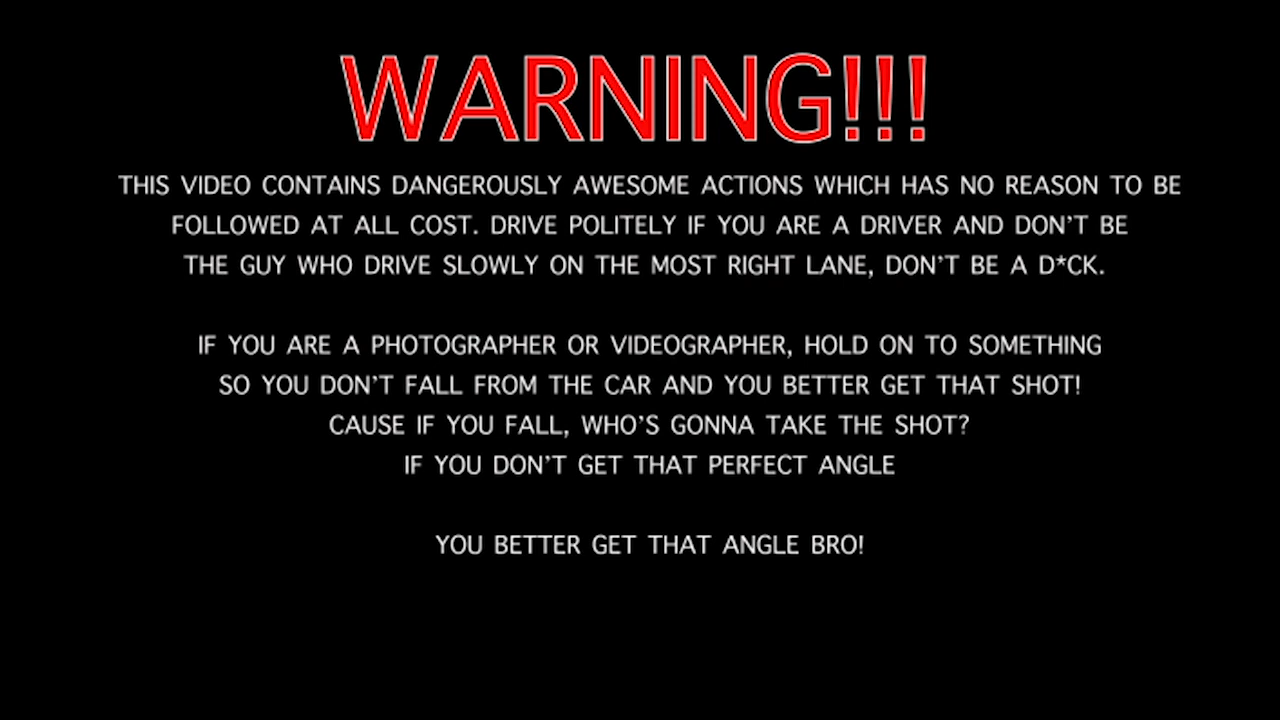 WARNING!!!
THIS VIDEO CONTAINS DANGEROUSLY AWESOME ACTIONS WHICH HAS NO REASON TO BE
FOLLOWED AT ALL COST. DRIVE POLITELY IF YOU ARE A DRIVER AND DON’T BE
THE GUY WHO DRIVE SLOWLY ON THE MOST RIGHT LANE, DON’T BE A D*CK.
IF YOU ARE A PHOTOGRAPHER OR VIDEOGRAPHER, HOLD ON TO SOMETHING
SO YOU DON’T FALL FROM THE CAR AND YOU BETTER GET THAT SHOT!
CAUSE IF YOU FALL, WHO’S GONNA TAKE THE SHOT?
IF YOU DON’T GET THAT PERFECT ANGLE
YOU BETTER GET THAT ANGLE BRO!